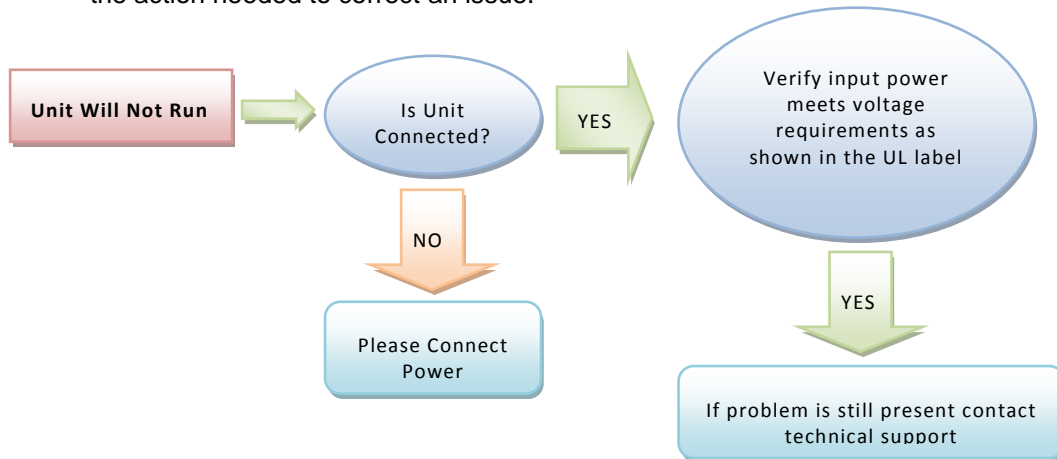 the action needed to correct an issue.
Unit Will Not Run
Is Unit
Connected?
YES
Verify input power
meets voltage
requirements as
shown in the UL label
NO
YES
Please Connect
Power
If problem is still present contact
technical support